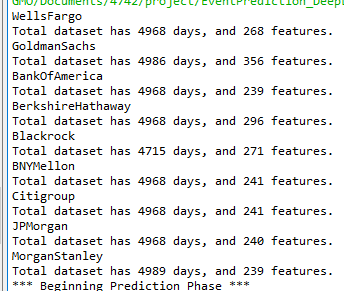 GMO/Documents/4742/project/EventPrediction_Deep
WellsFargo
Total dataset has 4968 days, and 268 features.
GoldmanSachs
Total dataset has 4986 days, and 356 features.
BankOfAmerica
Total dataset has 4968 days, and 239 features.
BerkshireHathaway
Total dataset has 4968 days, and 296 features.
Blackrock
Total dataset has 4715 days, and 271 features.
BNYMellon
Total dataset has 4968 days, and 241 features.
Citigroup
Total dataset has 4968 days, and 241 features.
JPMorgan
Total dataset has 4968 days, and 240 features.
MorganStanley
Total dataset has 4989 days, and 239 features.
*** Beginning Prediction Phase ***